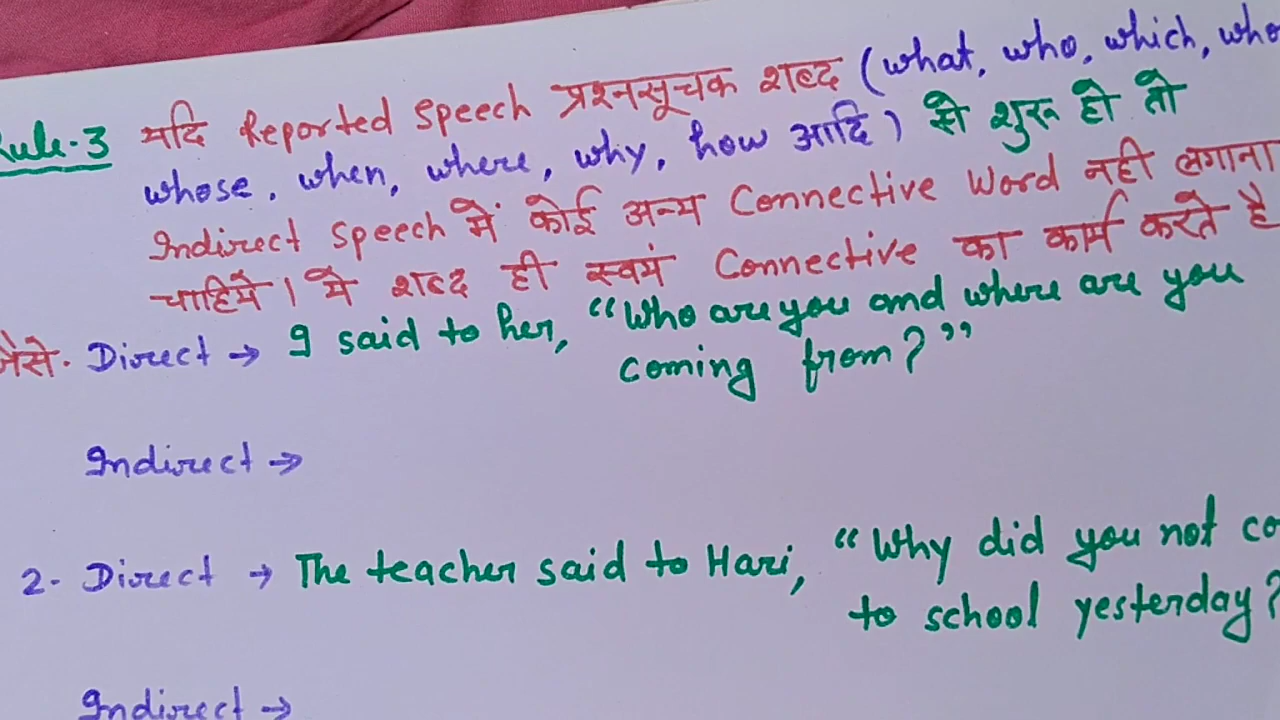 Rule-3 यदि Reported speech प्रश्नसूचक शब्द (what, who, which,
whose, when, where, why, how आदि) से शुरू हो तो
Indirect speech में कोई अन्य Connective Word नही लगाना
चाहिये। ये शब्द ही स्वयं Connective का कार्य करते है
जैसे. Direct → I said to her, “Who are you and where are you
coming from?”
Indirect →
2. Direct → The teacher said to Hari, “Why did you not
to school yesterday?
Indirect →